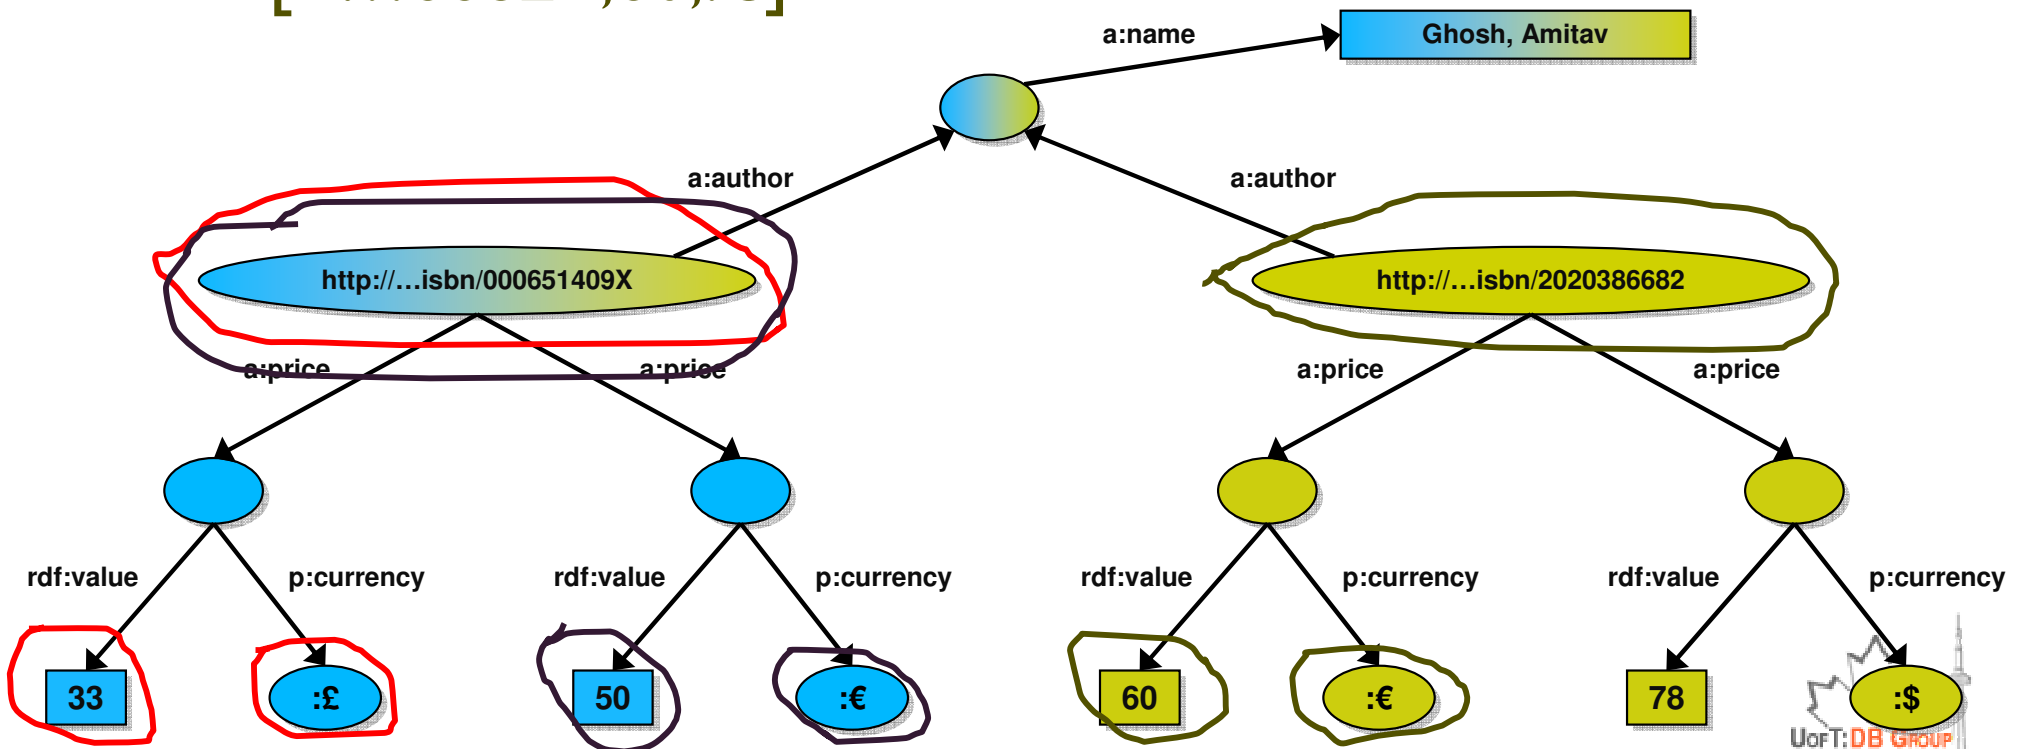 a:name Ghosh, Amitav
a:author a:author
http://...isbn/000651409X http://...isbn/2020386682
a:price a:price a:price a:price
rdf:value p:currency rdf:value p:currency rdf:value p:currency rdf:value p:currency
33 :£ 50 :€ 60 :€ 78 :$
UOFT:DB GROUP